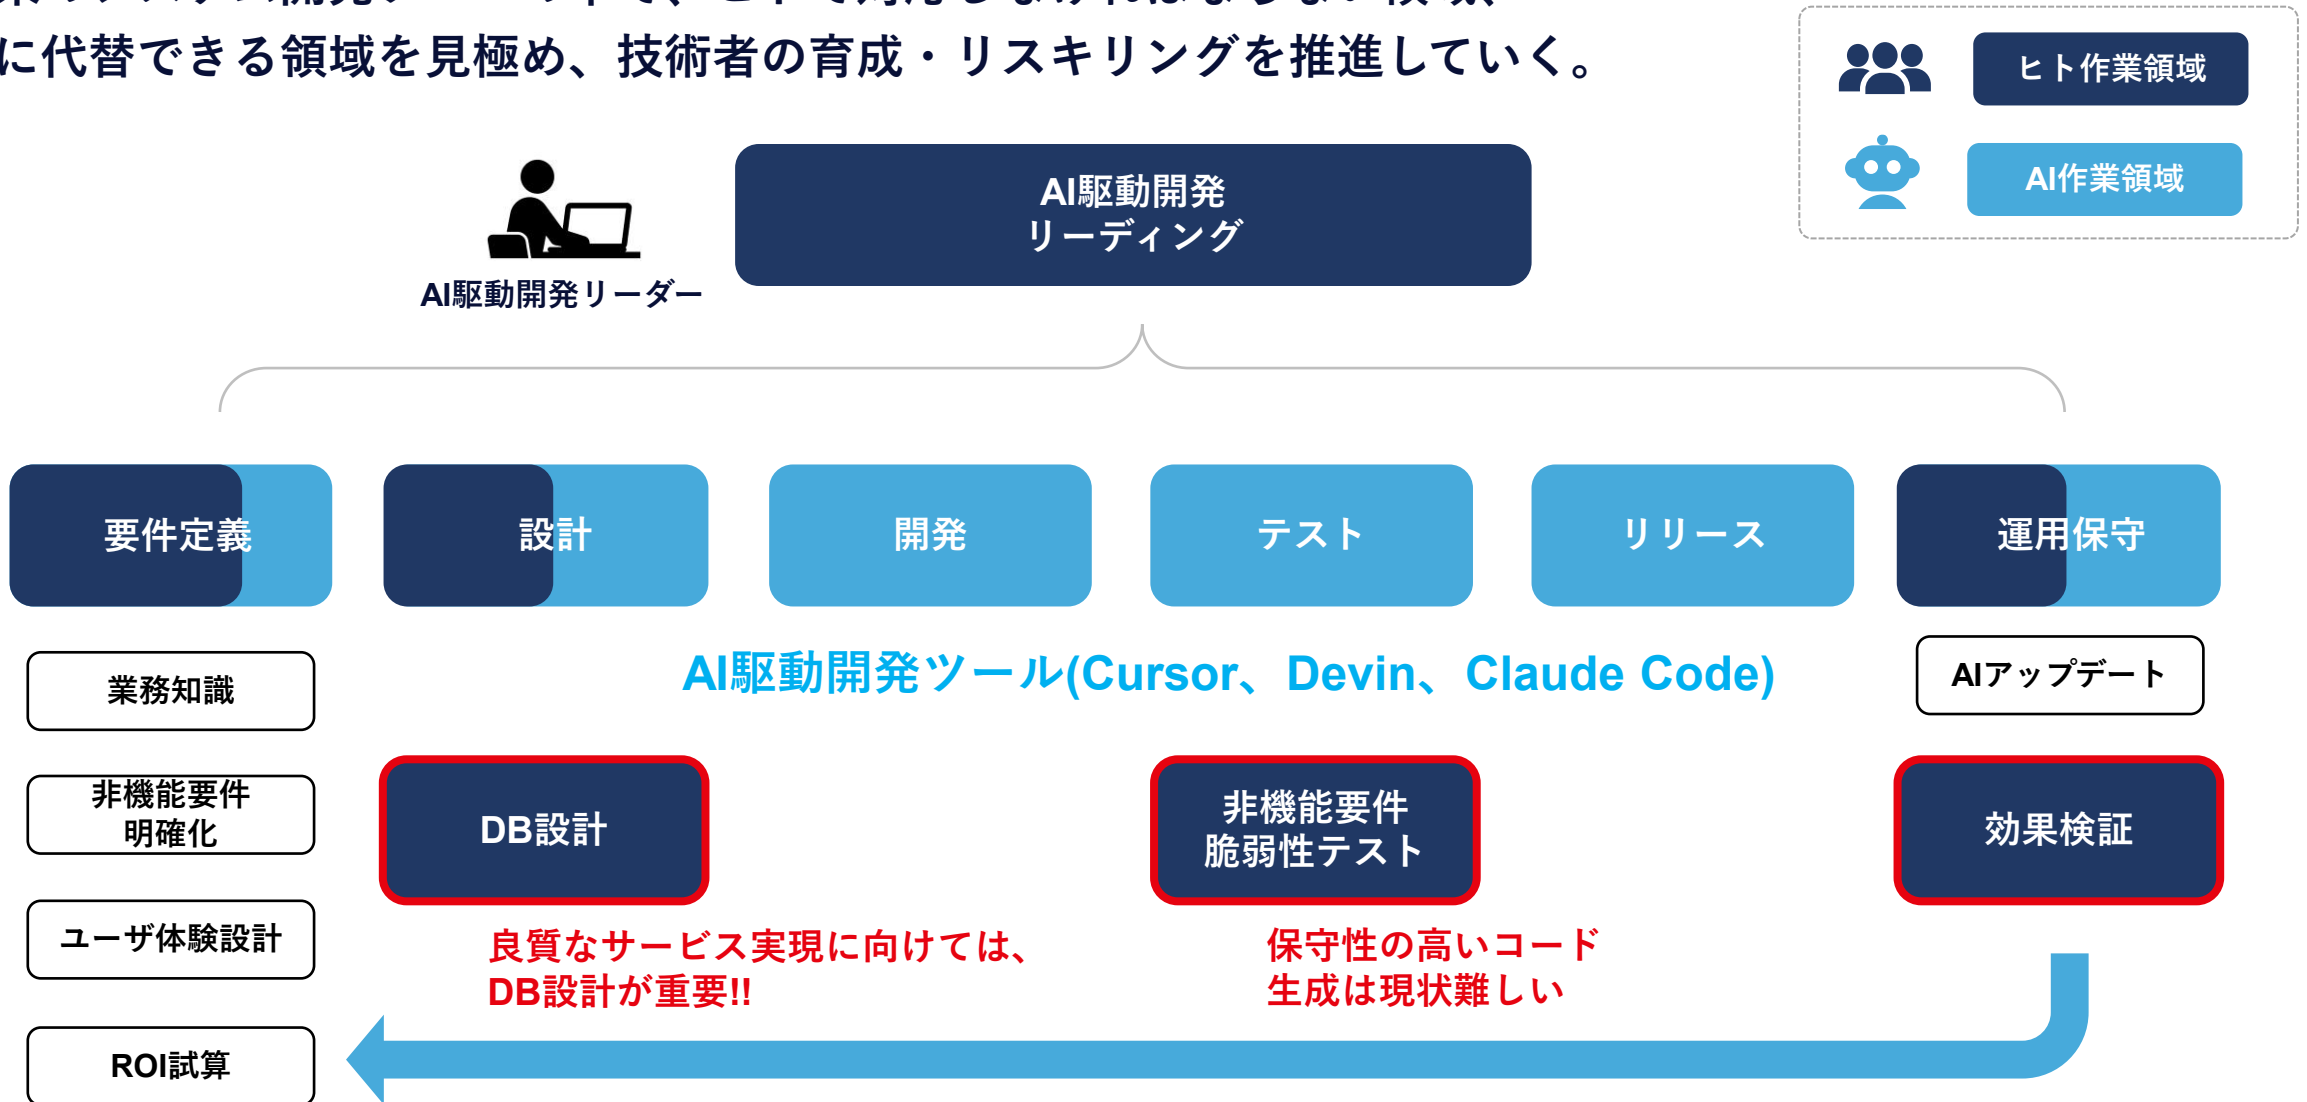 に代替できる領域を見極め、技術者の育成・リスキリングを推進していく。
ヒト作業領域
AI作業領域
AI駆動開発
リーディング
AI駆動開発リーダー
要件定義
設計
開発
テスト
リリース
運用保守
業務知識
AI駆動開発ツール(Cursor、Devin、Claude Code)
AIアップデート
非機能要件
明確化
DB設計
非機能要件
脆弱性テスト
効果検証
ユーザ体験設計
良質なサービス実現に向けては、
DB設計が重要!!
保守性の高いコード
生成は現状難しい
ROI試算